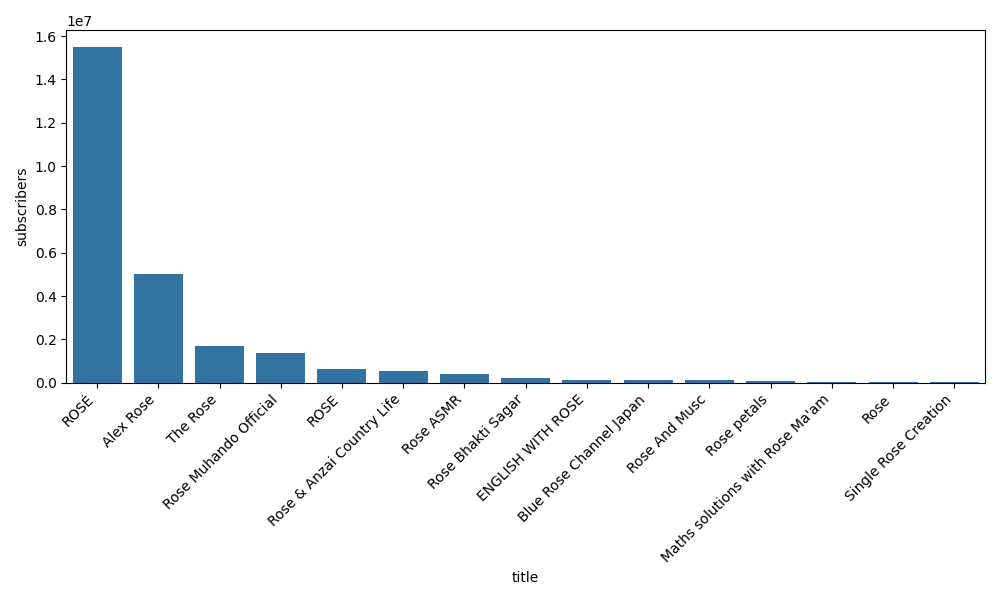 1e7
1.6
1.4
1.2
1.0
0.8
0.6
0.4
0.2
0.0
subscribers
ROSÉ
Alex Rose
The Rose
Rose Muhando Official
ROSE
Rose & Anzai Country Life
Rose ASMR
Rose Bhakti Sagar
ENGLISH WITH ROSE
Blue Rose Channel Japan
Rose And Musc
Rose petals
Maths solutions with Rose Ma'am
Rose
Single Rose Creation
title